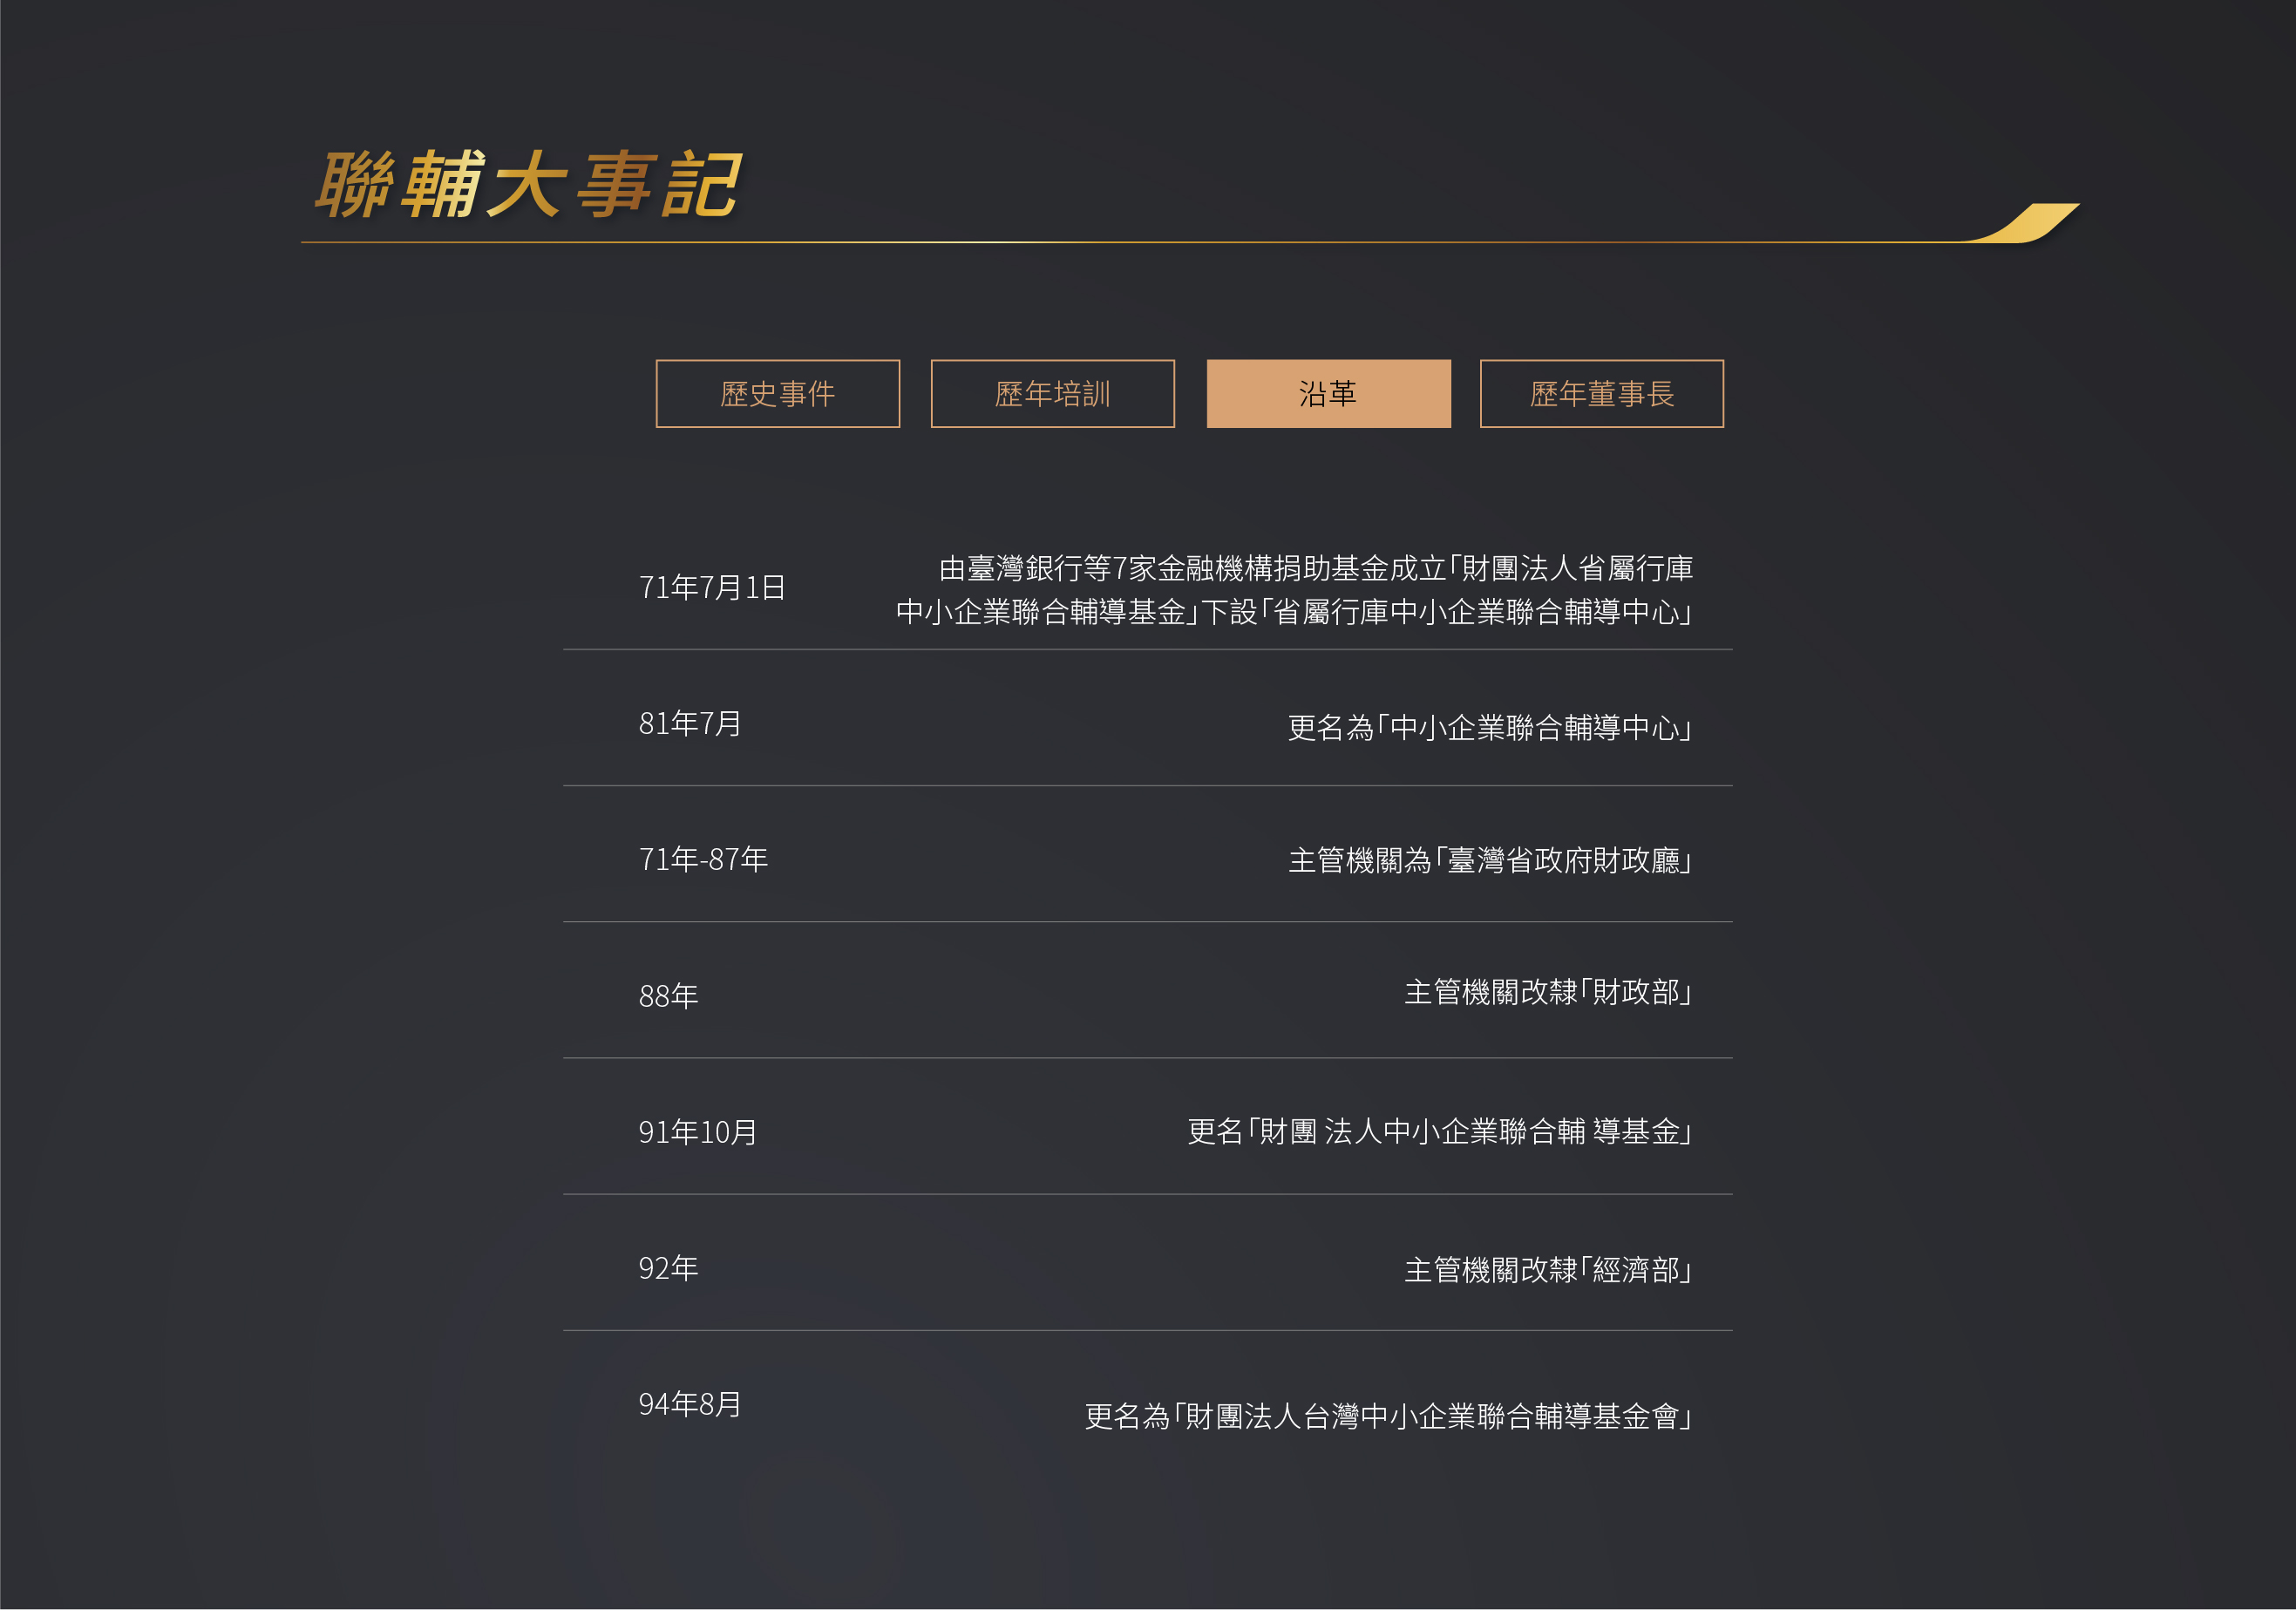 聯輔大事記
歷史事件
歷年培訓
沿革
歷年董事長
71年7月1日
由臺灣銀行等7家金融機構捐助基金成立「財團法人省屬行庫
中小企業聯合輔導基金」下設「省屬行庫中小企業聯合輔導中心」
81年7月
更名為「中小企業聯合輔導中心」
71年-87年
主管機關為「臺灣省政府財政廳」
88年
主管機關改隸「財政部」
91年10月
更名「財團 法人中小企業聯合輔 導基金」
92年
主管機關改隸「經濟部」
94年8月
更名為「財團法人台灣中小企業聯合輔導基金會」